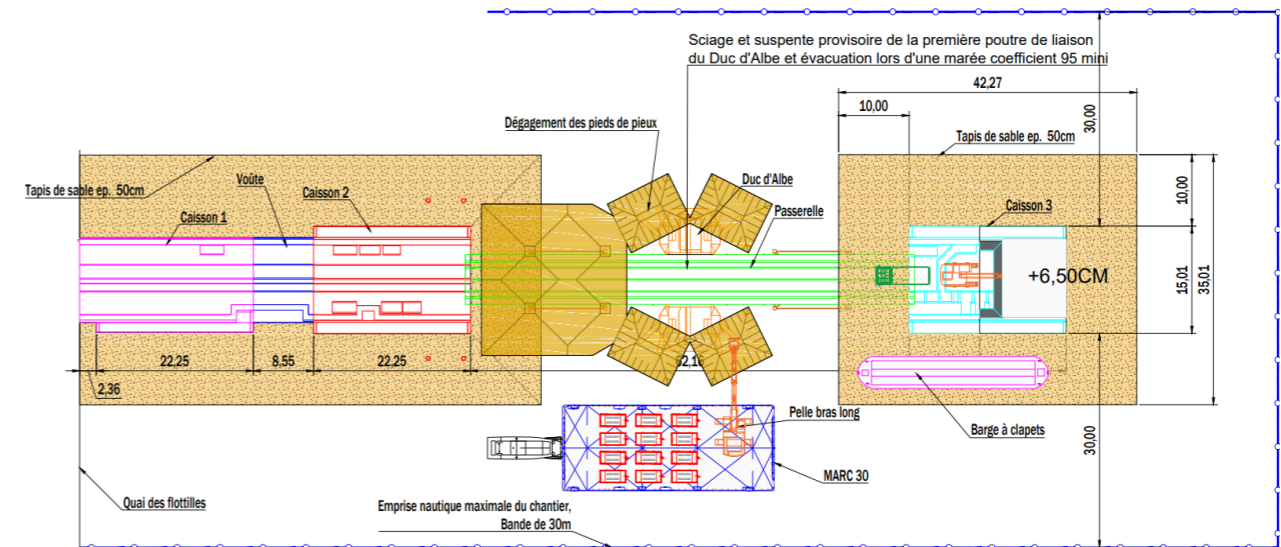 Sciage et suspente provisoire de la première poutre de liaison
du Duc d'Albe et évacuation lors d'une marée coefficient 95 mini
42,27
10,00
30,00
Dégagement des pieds de pieux
Tapis de sable ep. 50cm
Tapis de sable ep. 50cm
Voûte
Caisson 2
Duc d'Albe
Caisson 1
Passerelle
Caisson 3
10,00
+6,50CM
15,01
35,01
22,25
8,55
22,25
2,36
Pelle bras long
Barge à clapets
30,00
MARC 30
Quai des flottilles
Emprise nautique maximale du chantier,
Bande de 30m